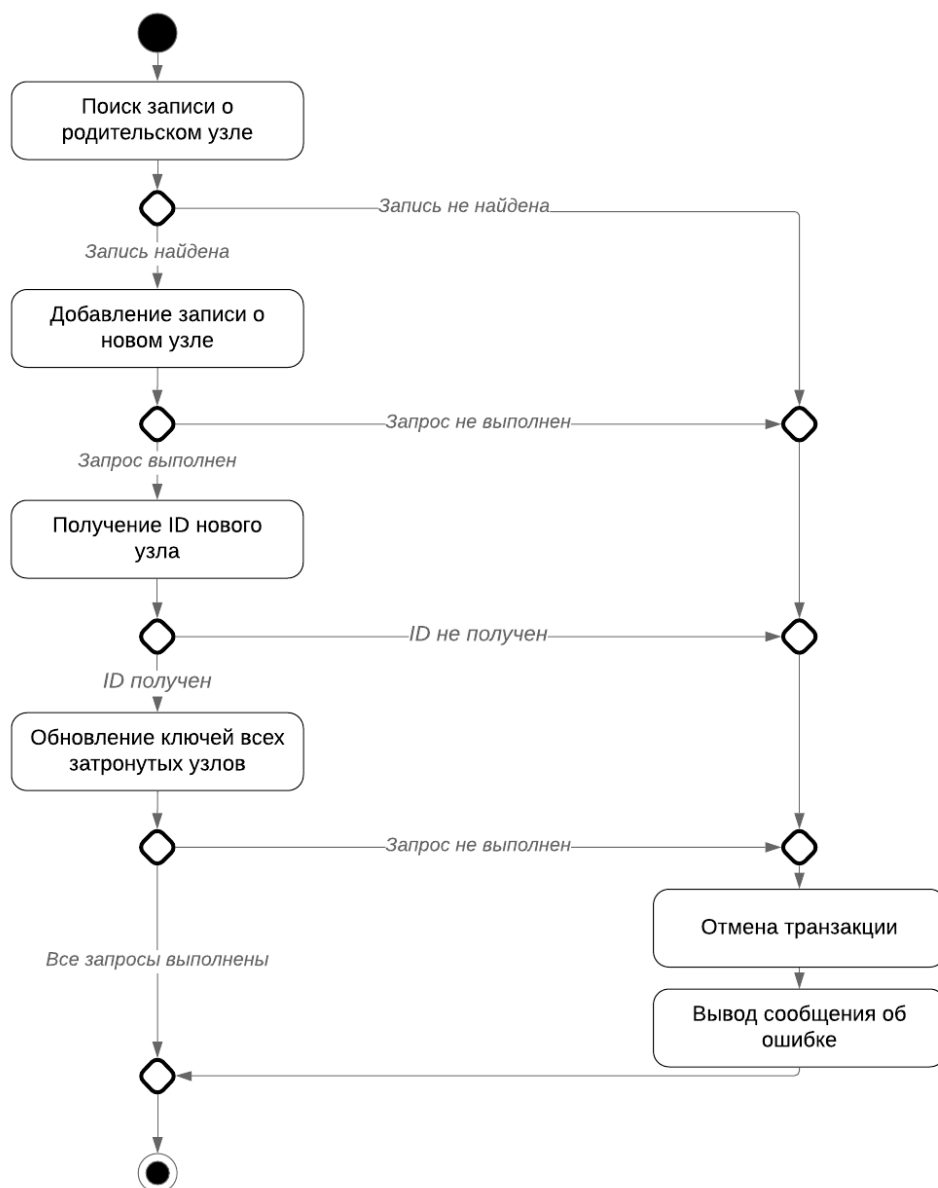 Поиск записи о
родительском узле
Запись не найдена
Запись найдена
Добавление записи о
новом узле
Запрос не выполнен
Запрос выполнен
Получение ID нового
узла
ID не получен
ID получен
Обновление ключей всех
затронутых узлов
Запрос не выполнен
Отмена транзакции
Все запросы выполнены
Вывод сообщения об
ошибке